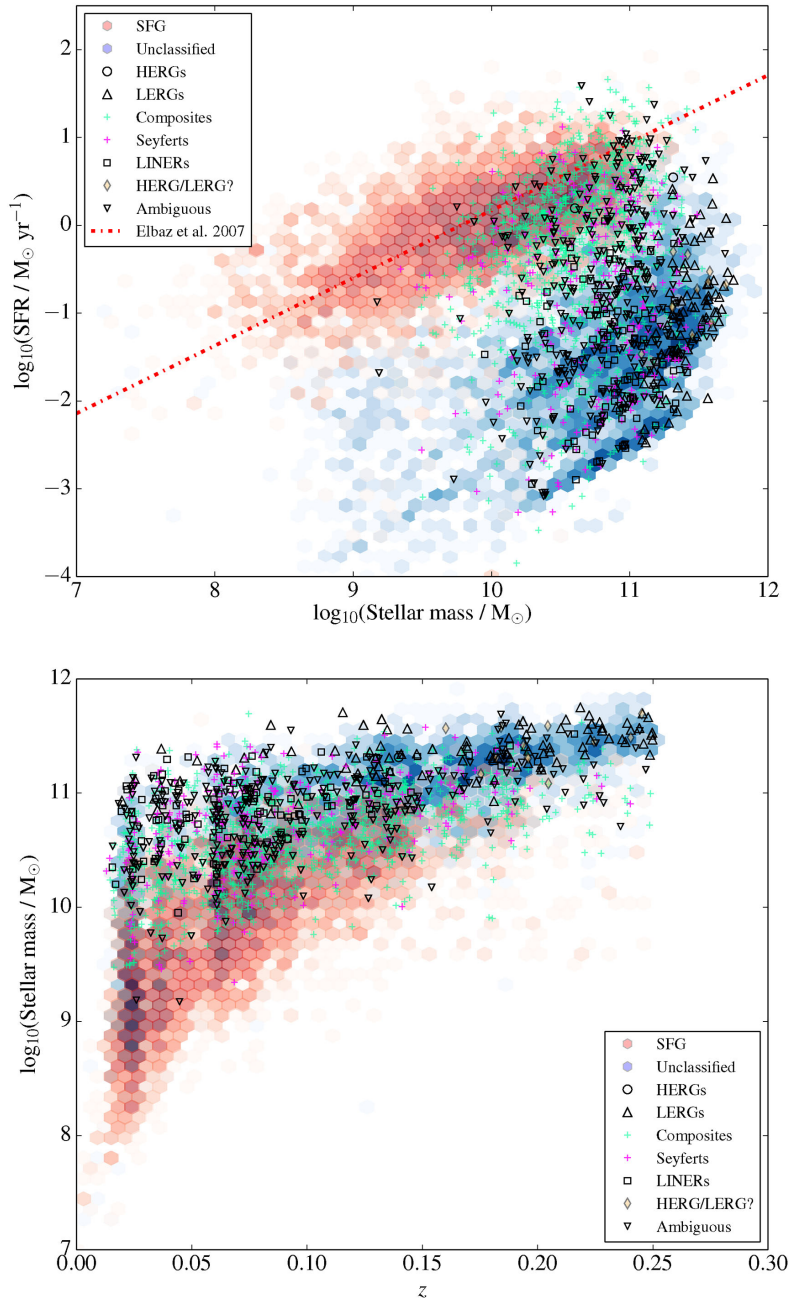 2
1
0
−1
−2
−3
−4
log₁₀(SFR / M☉ yr⁻¹)
SFG
Unclassified
HERGs
LERGs
Composites
Seyferts
LINERs
HERG/LERG?
Ambiguous
Elbaz et al. 2007
7 8 9 10 11 12
log₁₀(Stellar mass / M☉)
12
11
10
9
8
7
log₁₀(Stellar mass / M☉)
SFG
Unclassified
HERGs
LERGs
Composites
Seyferts
LINERs
HERG/LERG?
Ambiguous
0.00 0.05 0.10 0.15 0.20 0.25 0.30
z